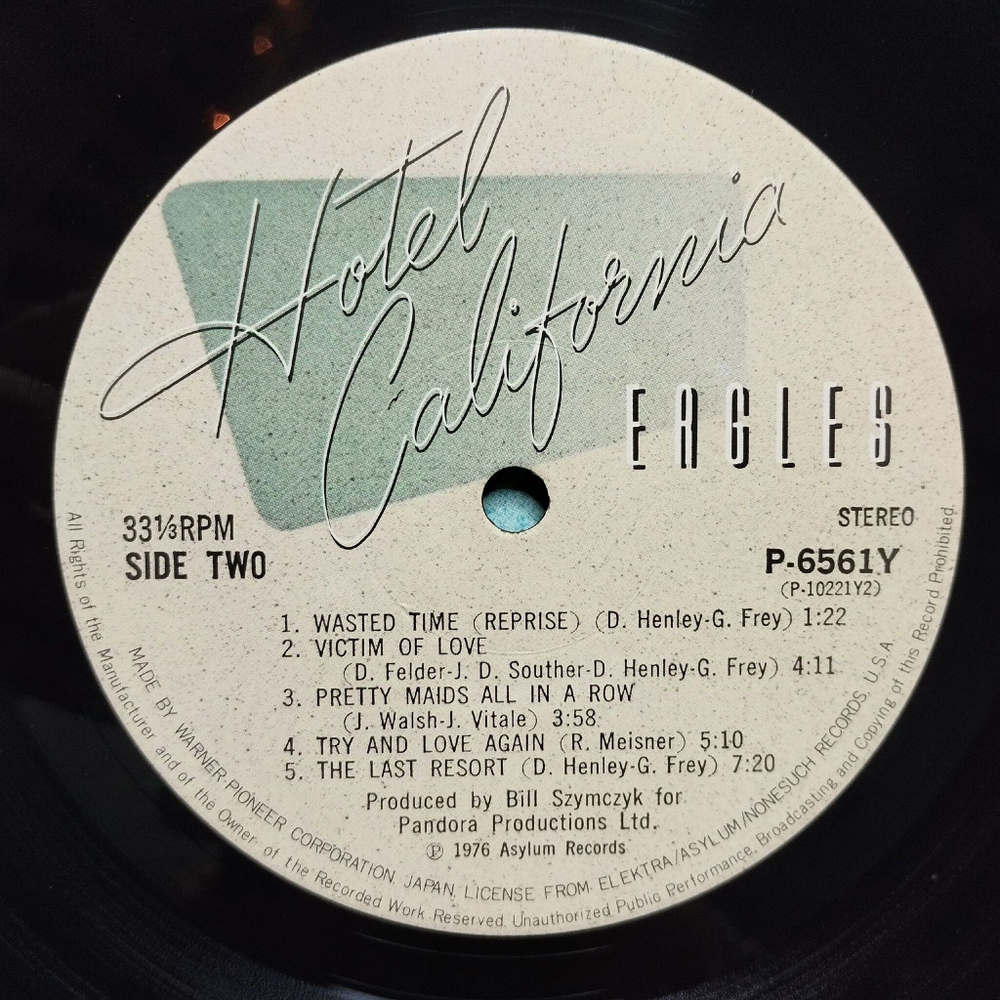 Hotel
California
EAGLES
33⅓RPM
SIDE TWO
STEREO
P-6561Y
(P-10221Y2)
1. WASTED TIME (REPRISE) (D. Henley-G. Frey) 1:22
2. VICTIM OF LOVE
(D. Felder-J. D. Souther-D. Henley-G. Frey) 4:11
3. PRETTY MAIDS ALL IN A ROW
(J. Walsh-J. Vitale) 3:58
4. TRY AND LOVE AGAIN (R. Meisner) 5:10
5. THE LAST RESORT (D. Henley-G. Frey) 7:20
Produced by Bill Szymczyk for
Pandora Productions Ltd.
℗ 1976 Asylum Records
MADE BY WARNER PIONEER CORPORATION, JAPAN, LICENSE FROM ELEKTRA/ASYLUM/NONESUCH RECORDS, U.S.A
All Rights of the Manufacturer and of the Owner of the Recorded Work Reserved. Unauthorized Public Performance, Broadcasting and Copying of this Record Prohibited.